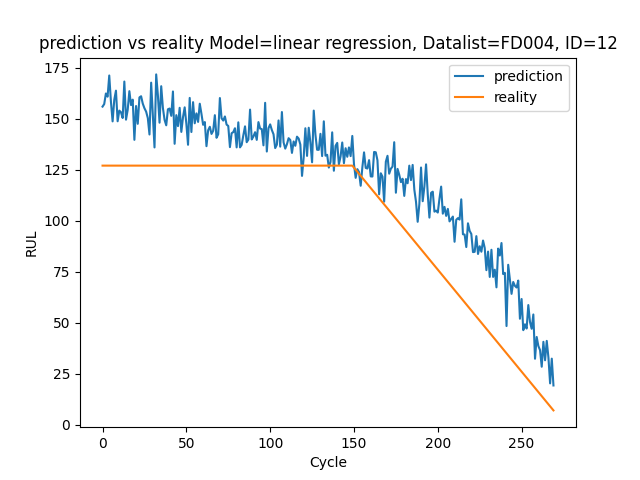 prediction vs reality Model=linear regression, Datalist=FD004, ID=12
prediction
reality
175
150
125
100
75
50
25
0
RUL
0 50 100 150 200 250
Cycle